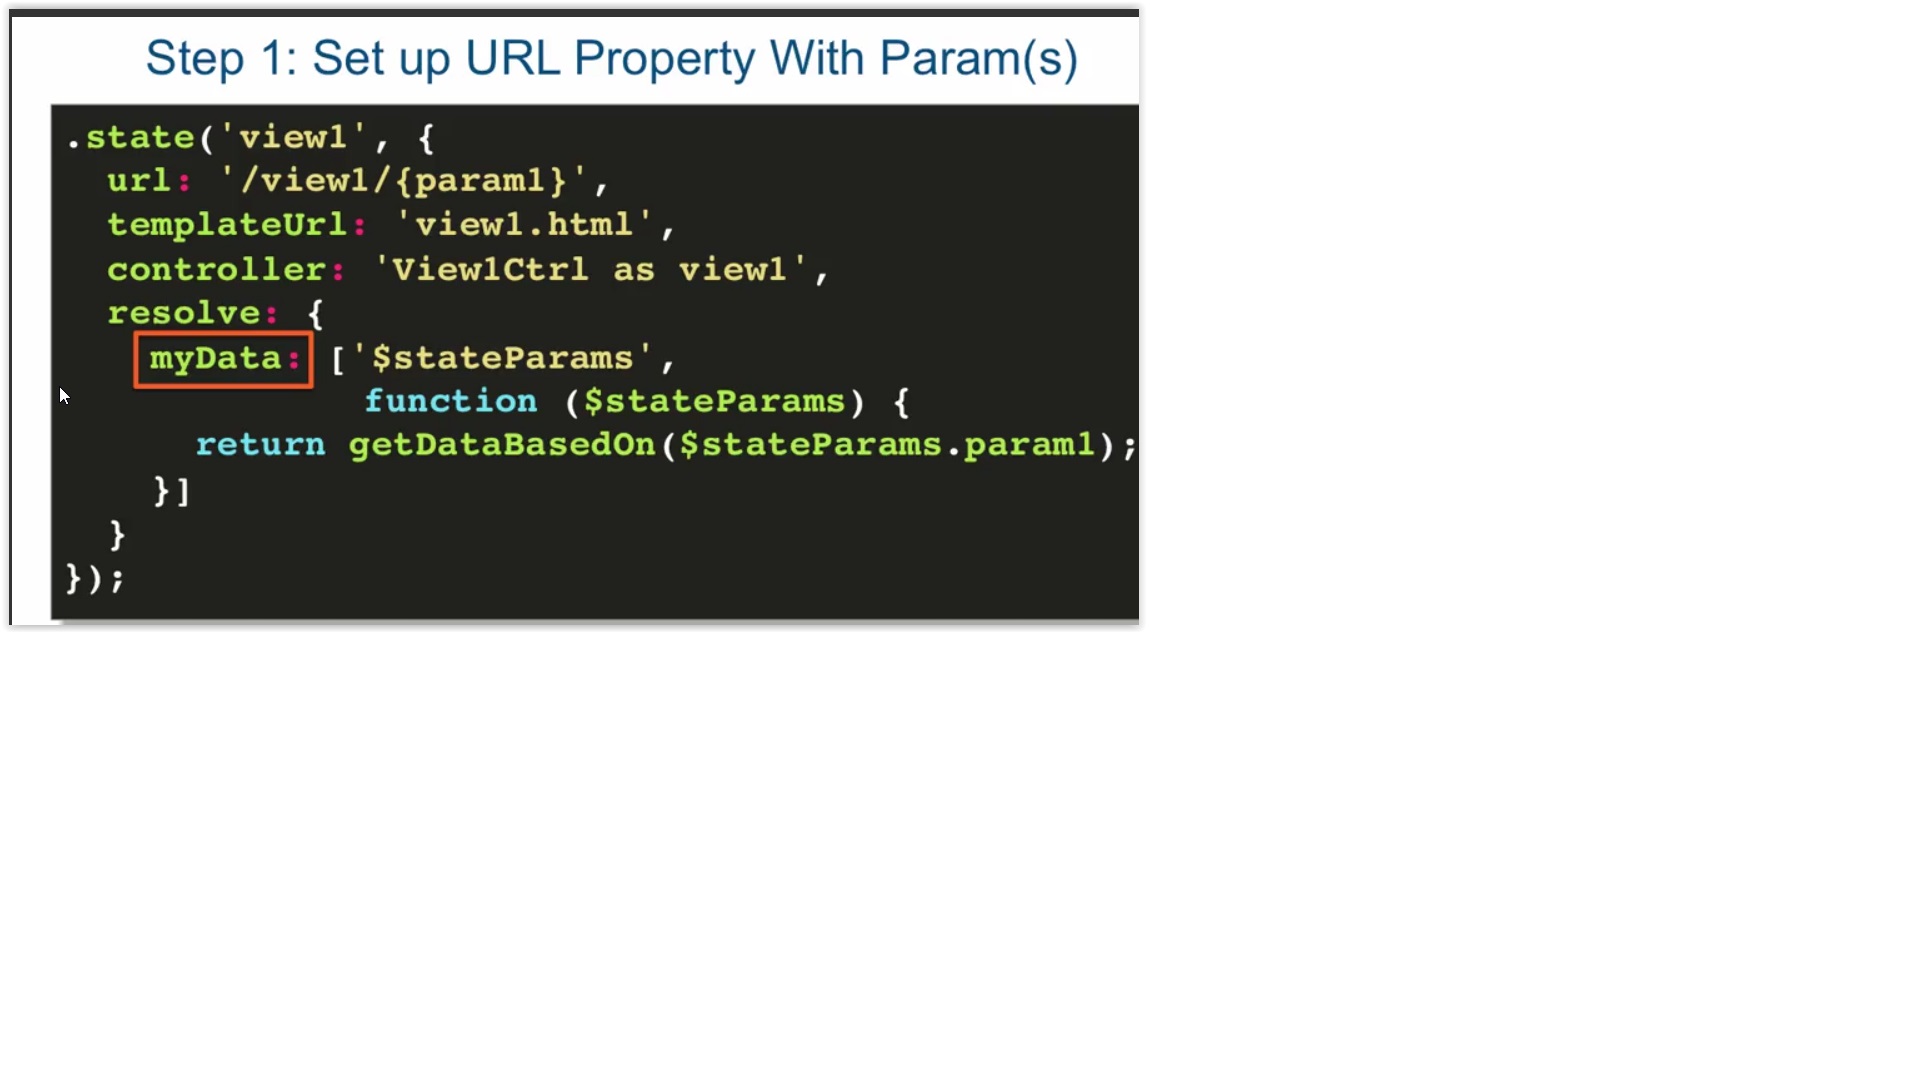 Step 1: Set up URL Property With Param(s)
.state('view1', {
  url: '/view1/{param1}',
  templateUrl: 'view1.html',
  controller: 'View1Ctrl as view1',
  resolve: {
    myData: ['$stateParams',
              function ($stateParams) {
      return getDataBasedOn($stateParams.param1);
    }]
  }
});